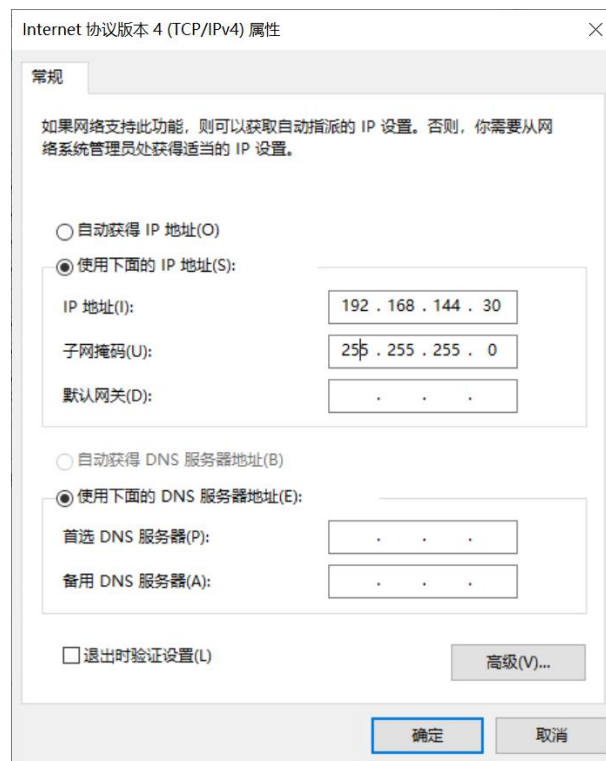 Internet 协议版本 4 (TCP/IPv4) 属性
常规
如果网络支持此功能，则可以获取自动指派的 IP 设置。否则，你需要从网
络系统管理员处获得适当的 IP 设置。
自动获得 IP 地址(O)
使用下面的 IP 地址(S):
IP 地址(I):
192 . 168 . 144 . 30
子网掩码(U):
255 . 255 . 255 . 0
默认网关(D):
. . .
自动获得 DNS 服务器地址(B)
使用下面的 DNS 服务器地址(E):
首选 DNS 服务器(P):
. . .
备用 DNS 服务器(A):
. . .
退出时验证设置(L)
高级(V)...
确定
取消